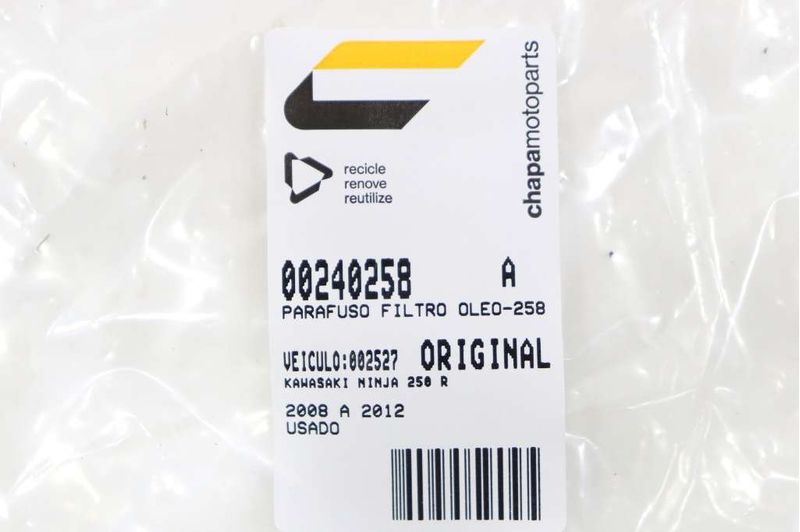 chapamotoparts
recicle
renove
reutilize
00240258 A
PARAFUSO FILTRO OLEO-258
VEICULO:002527 ORIGINAL
KAWASAKI NINJA 250 R
2008 A 2012
USADO